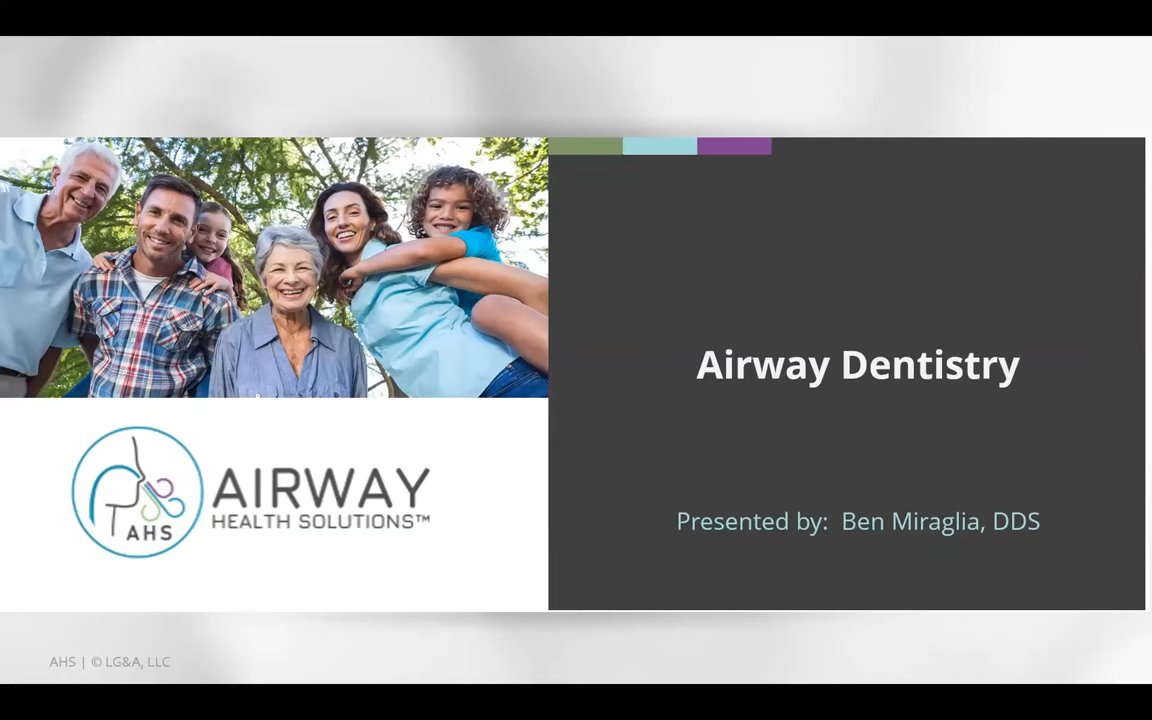 Airway Dentistry
Presented by: Ben Miraglia, DDS
AHS
AIRWAY
HEALTH SOLUTIONS™
AHS | © LG&A, LLC